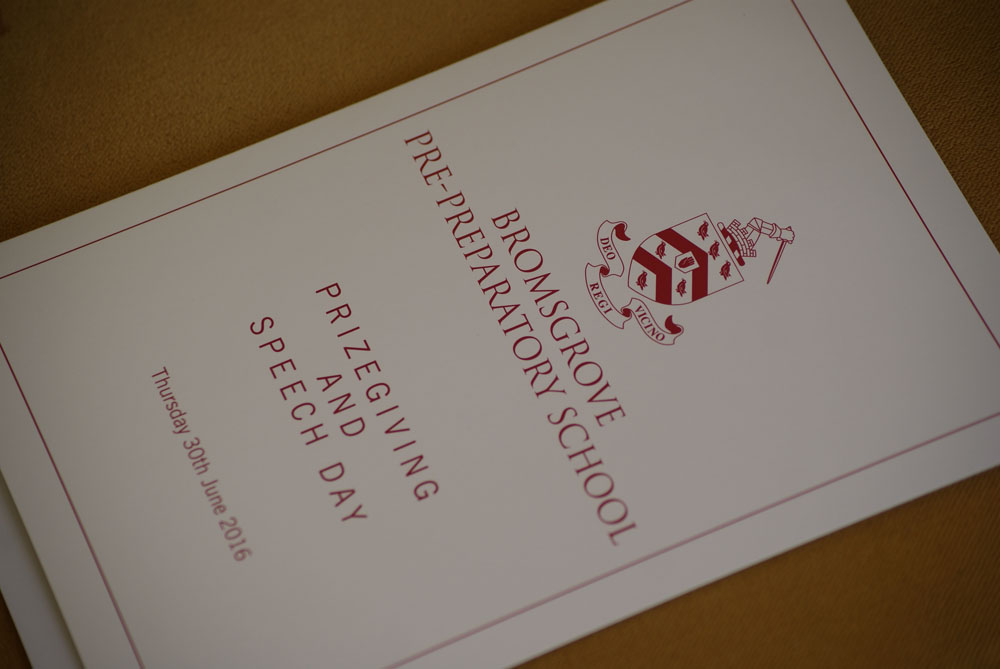 DEO
REGI
VICINO
BROMSGROVE
PRE-PREPARATORY SCHOOL
PRIZEGIVING
AND
SPEECH DAY
Thursday 30th June 2016